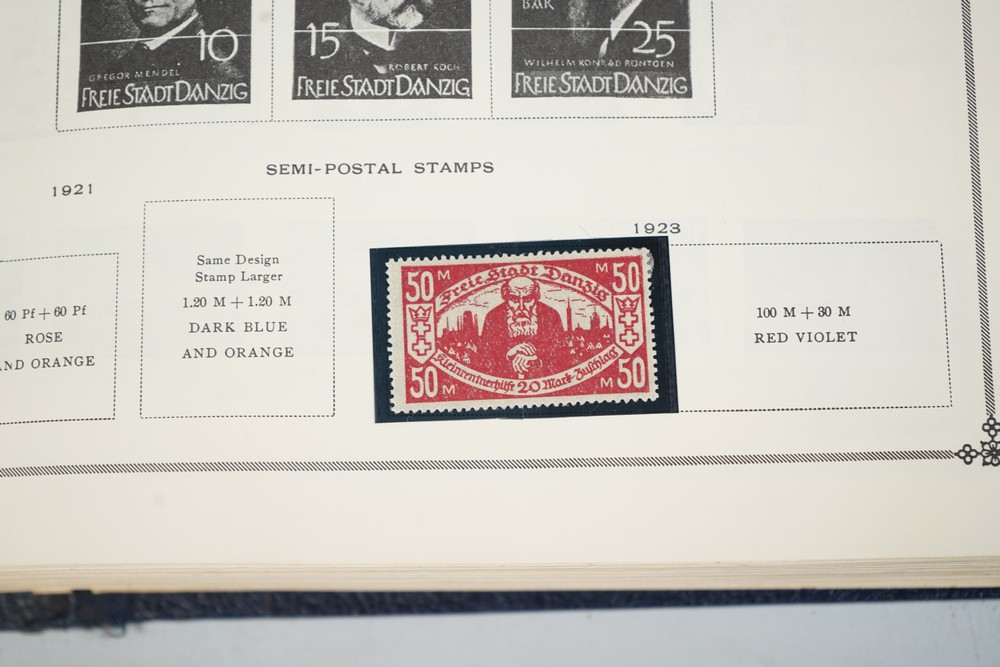 10
GREGOR MENDEL
FREIE STADT DANZIG
15
ROBERT KOCH
FREIE STADT DANZIG
BÄR
25
WILHELM KONRAD RÖNTGEN
FREIE STADT DANZIG
SEMI-POSTAL STAMPS
1921
1923
60 Pf + 60 Pf
ROSE
AND ORANGE
Same Design
Stamp Larger
1.20 M + 1.20 M
DARK BLUE
AND ORANGE
50 M
M 50
Freie Stadt Danzig
Kleinrentnerhilfe 20 Mark Zuschlag
50 M
M 50
100 M + 30 M
RED VIOLET